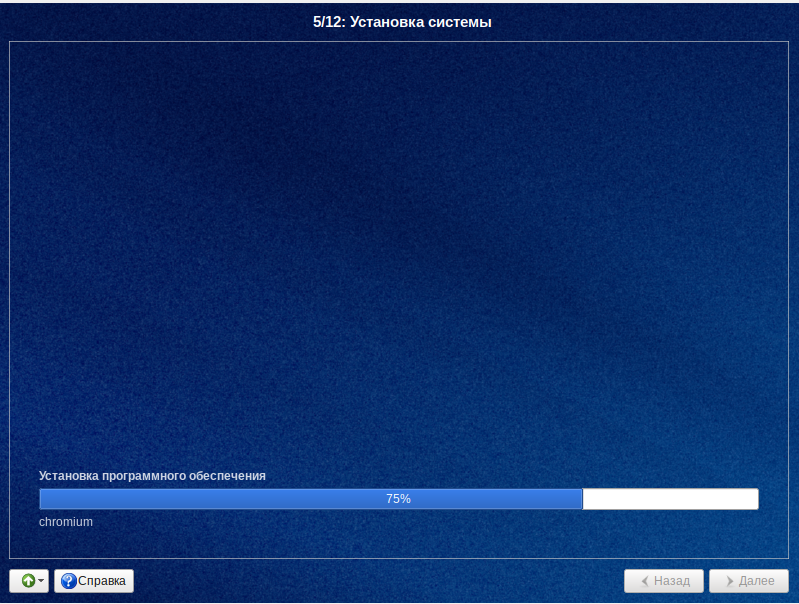 5/12: Установка системы
Установка программного обеспечения
75%
chromium
Справка
Назад
Далее